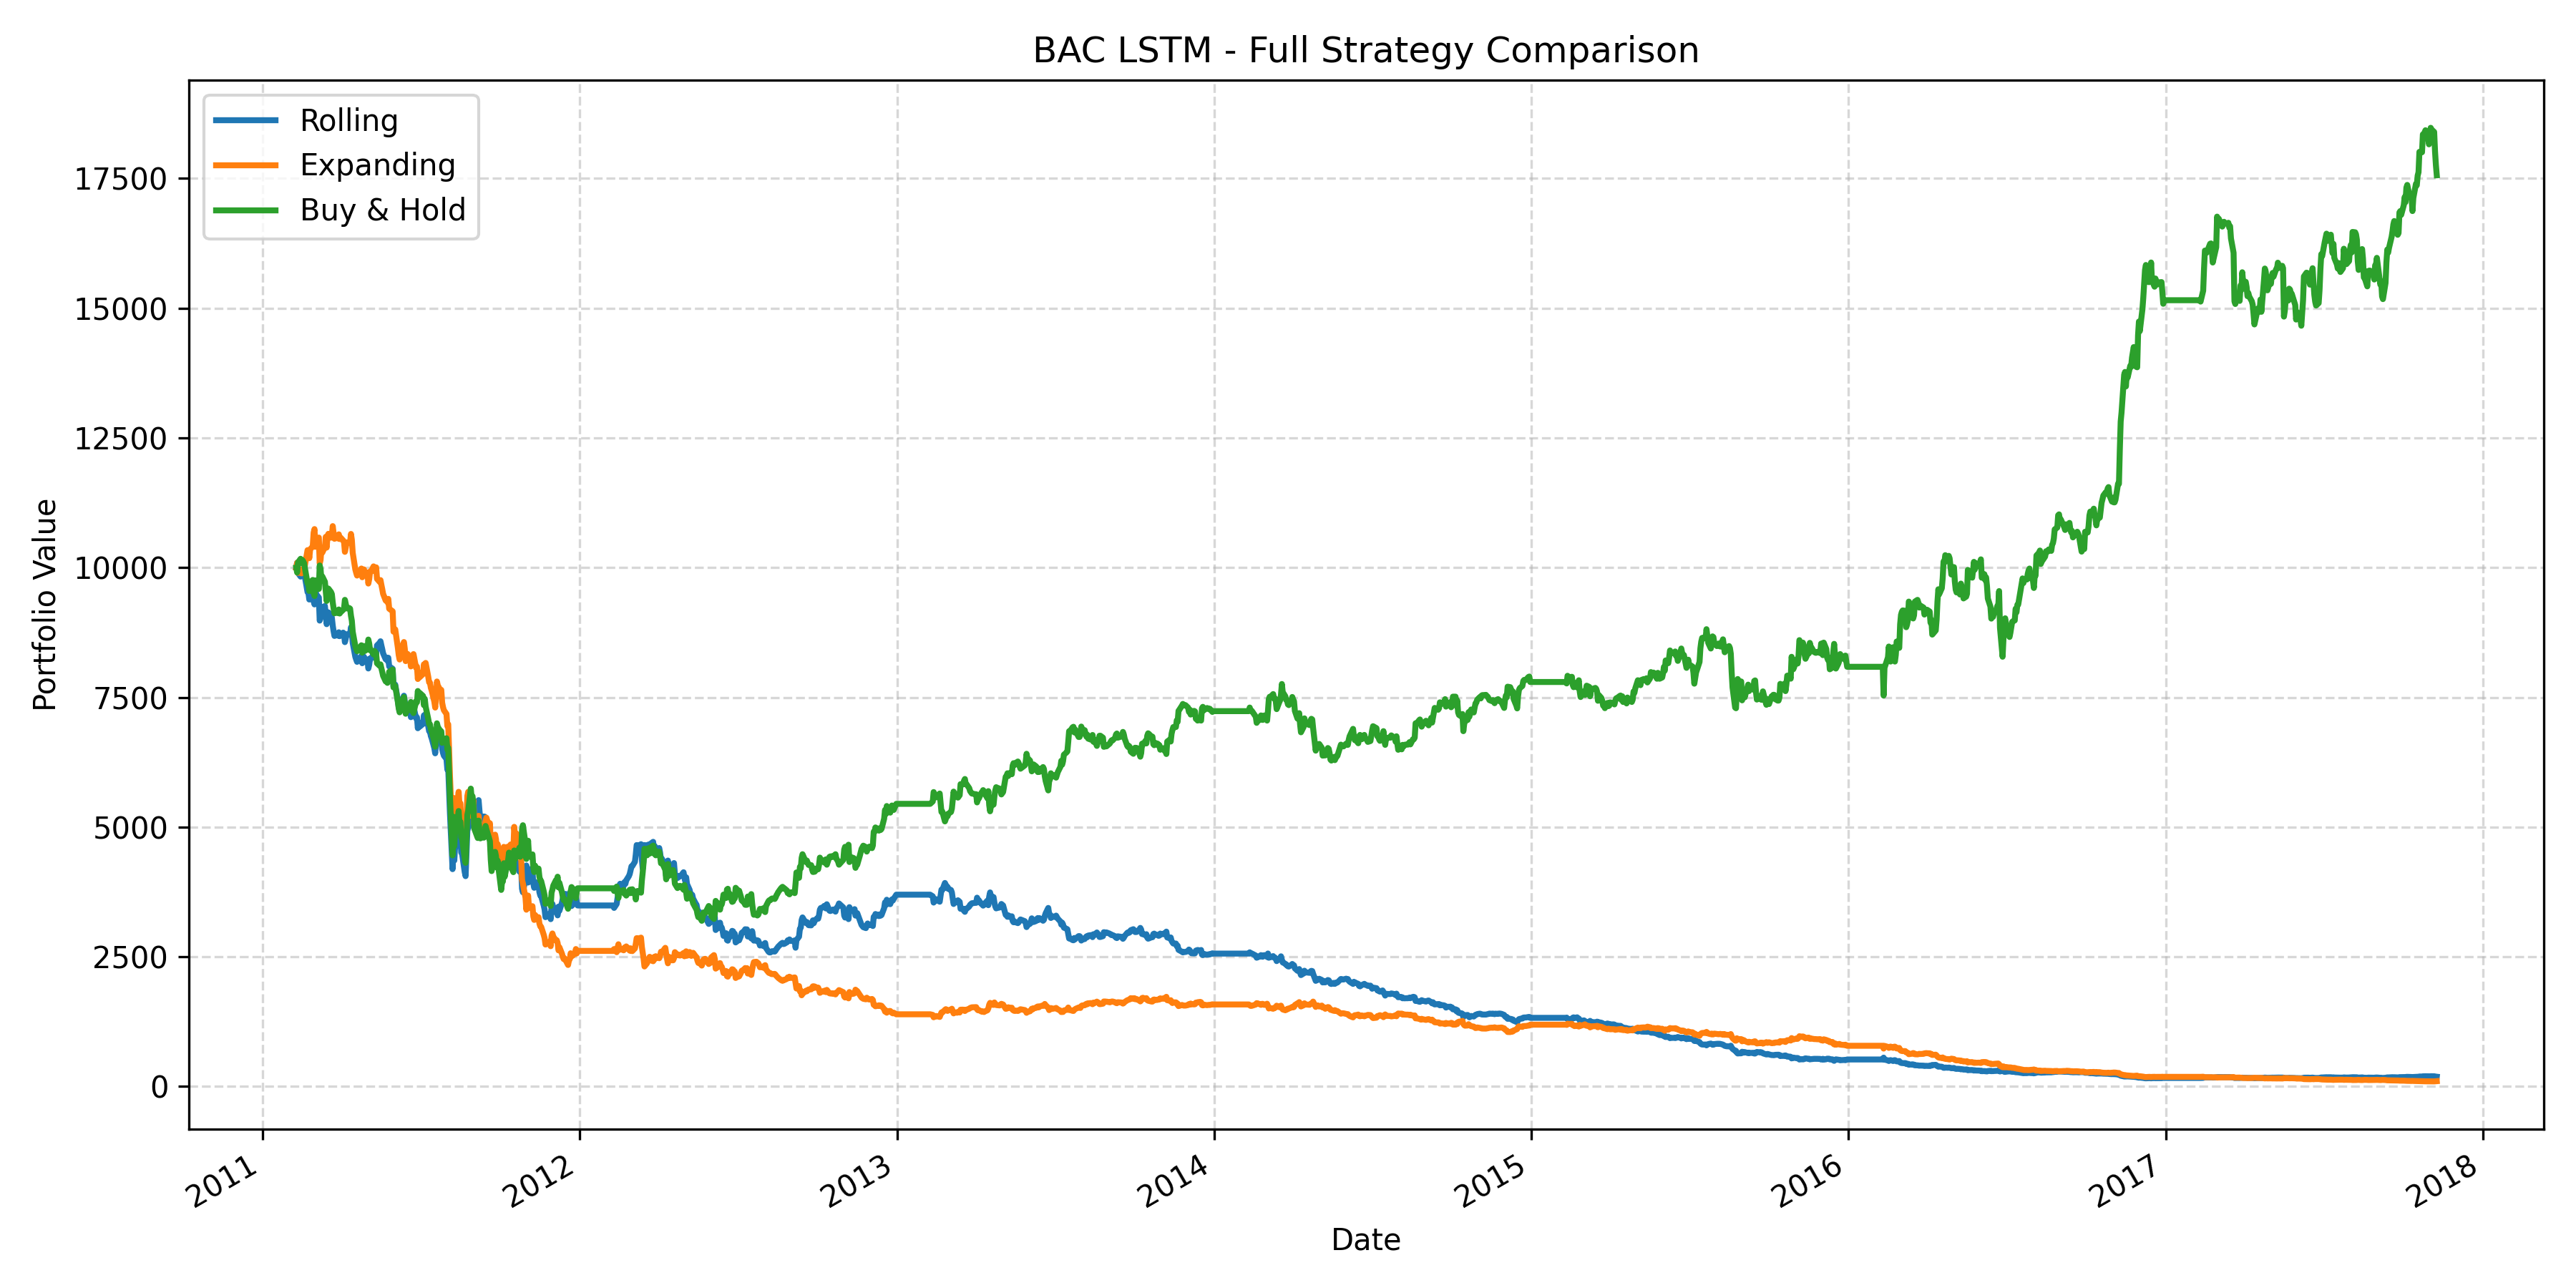 BAC LSTM - Full Strategy Comparison
Rolling
Expanding
Buy & Hold
17500
15000
12500
10000
7500
5000
2500
0
Portfolio Value
2011
2012
2013
2014
2015
2016
2017
2018
Date